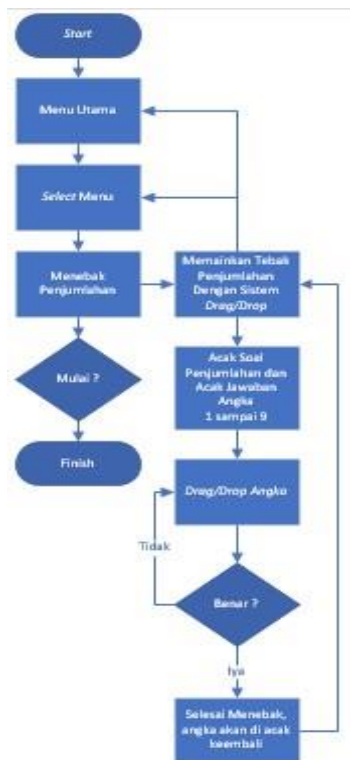 Start
Menu Utama
Select Menu
Menebak
Penjumlahan
Mulai ?
Finish
Memainkan Tebak
Penjumlahan
Dengan Sistem
Drag/Drop
Acak Soal
Penjumlahan dan
Acak Jawaban
Angka
1 sampai 9
Drag/Drop Angka
Tidak
Benar ?
Iya
Selesai Menebak,
angka akan di acak
keembali